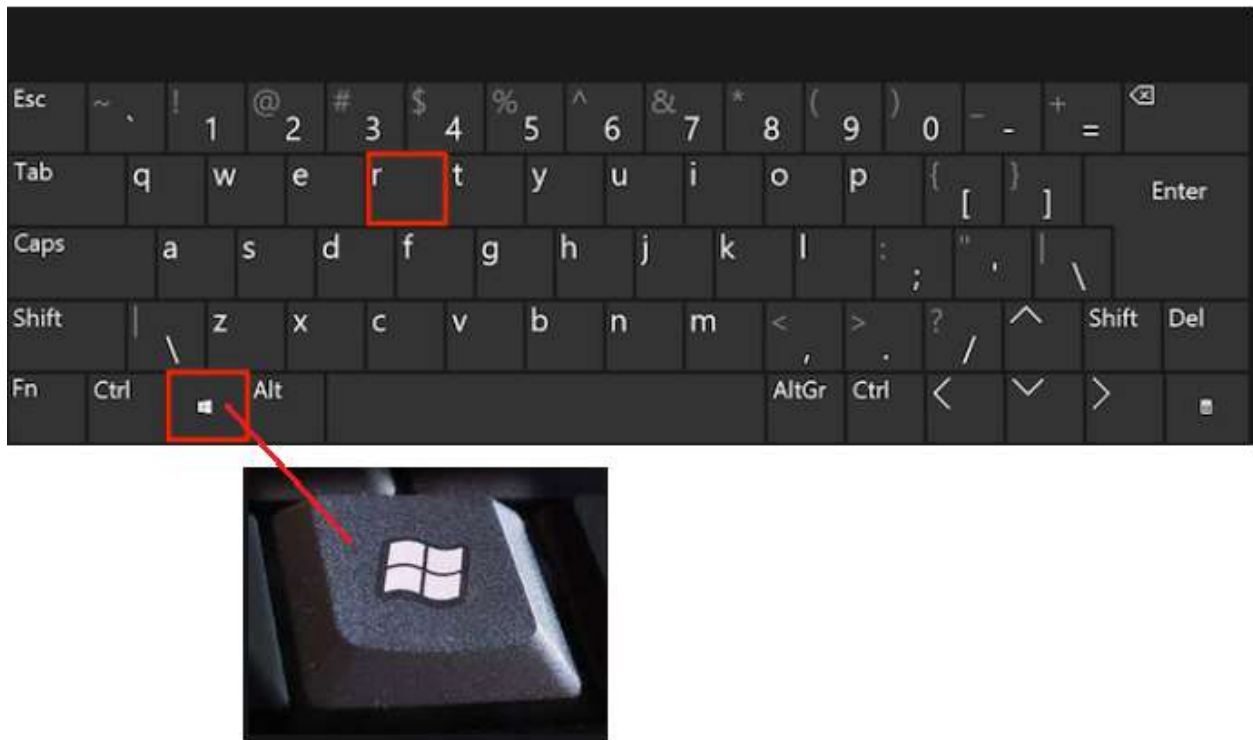 Esc ~ ` ! 1 @ 2 # 3 $ 4 % 5 ^ 6 & 7 * 8 ( 9 ) 0 _ - + =
Tab q w e r t y u i o p { [ } ] Enter
Caps a s d f g h j k l : ; " ' | \
Shift | \ z x c v b n m < , > . ? / Shift Del
Fn Ctrl Alt AltGr Ctrl